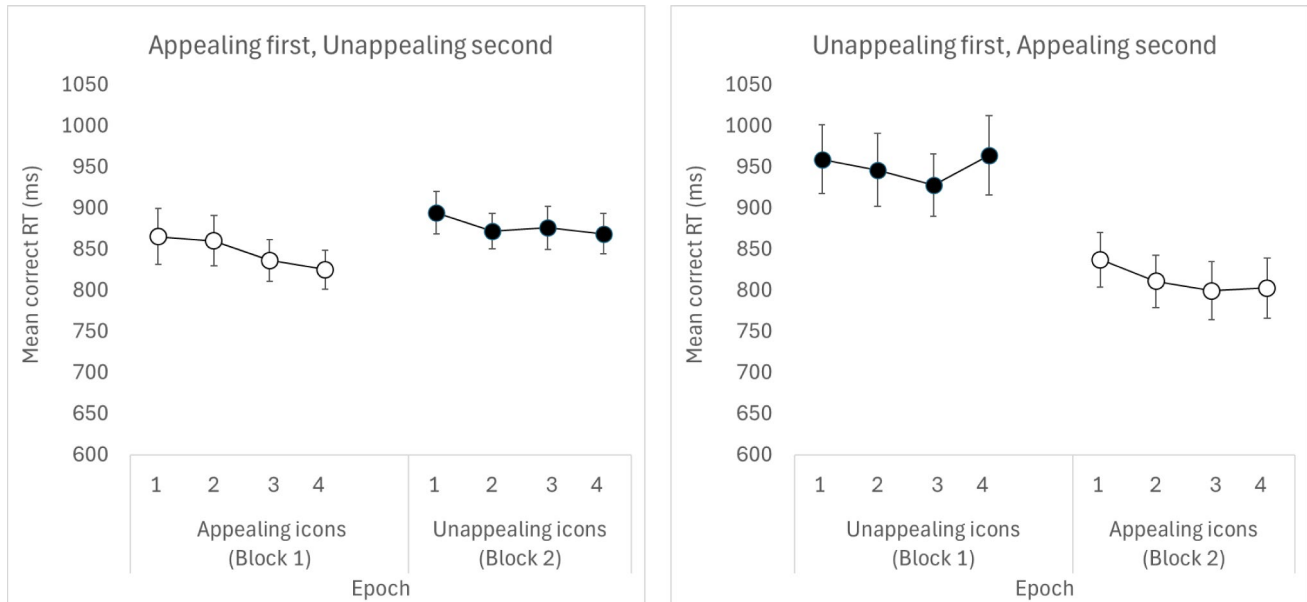 Appealing first, Unappealing second
1050
1000
950
900
850
800
750
700
650
600
Mean correct RT (ms)
1 2 3 4 1 2 3 4
Appealing icons Unappealing icons
(Block 1) (Block 2)
Epoch
Unappealing first, Appealing second
1050
1000
950
900
850
800
750
700
650
600
Mean correct RT (ms)
1 2 3 4 1 2 3 4
Unappealing icons Appealing icons
(Block 1) (Block 2)
Epoch